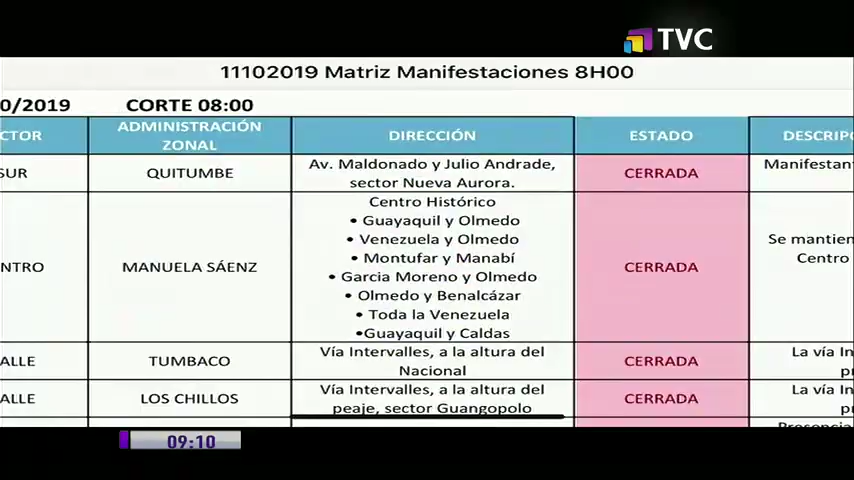 TVC
11102019 Matriz Manifestaciones 8H00
0/2019 CORTE 08:00
CTOR ADMINISTRACIÓN ZONAL DIRECCIÓN ESTADO DESCRIPC
SUR QUITUMBE Av. Maldonado y Julio Andrade, CERRADA Manifestan
sector Nueva Aurora.
Centro Histórico
• Guayaquil y Olmedo
• Venezuela y Olmedo Se mantien
• Montufar y Manabí Centro
NTRO MANUELA SÁENZ CERRADA
• Garcia Moreno y Olmedo
• Olmedo y Benalcázar
• Toda la Venezuela
•Guayaquil y Caldas
ALLE TUMBACO Vía Intervalles, a la altura del CERRADA La vía In
Nacional pr
ALLE LOS CHILLOS Vía Intervalles, a la altura del CERRADA La vía In
peaje, sector Guangopolo pr
Presencia
09:10